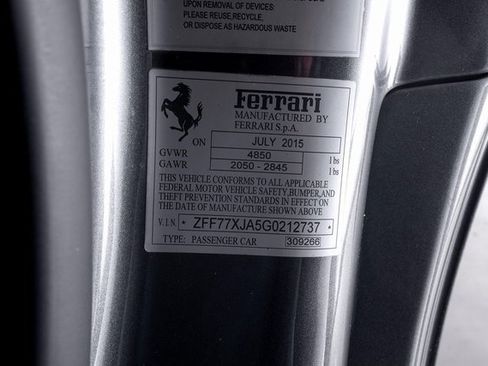 UPON REMOVAL OF DEVICES:
PLEASE REUSE, RECYCLE,
OR DISPOSE AS HAZARDOUS WASTE
Ferrari
MANUFACTURED BY
FERRARI S.p.A.
ON JULY 2015
GVWR 4850 lbs
GAWR 2050 - 2845 lbs
THIS VEHICLE CONFORMS TO ALL APPLICABLE
FEDERAL MOTOR VEHICLE SAFETY, BUMPER, AND
THEFT PREVENTION STANDARDS IN EFFECT ON
THE DATE OF MANUFACTURE SHOWN ABOVE
V.I.N. * ZFF77XJA5G0212737 *
TYPE: PASSENGER CAR 309266